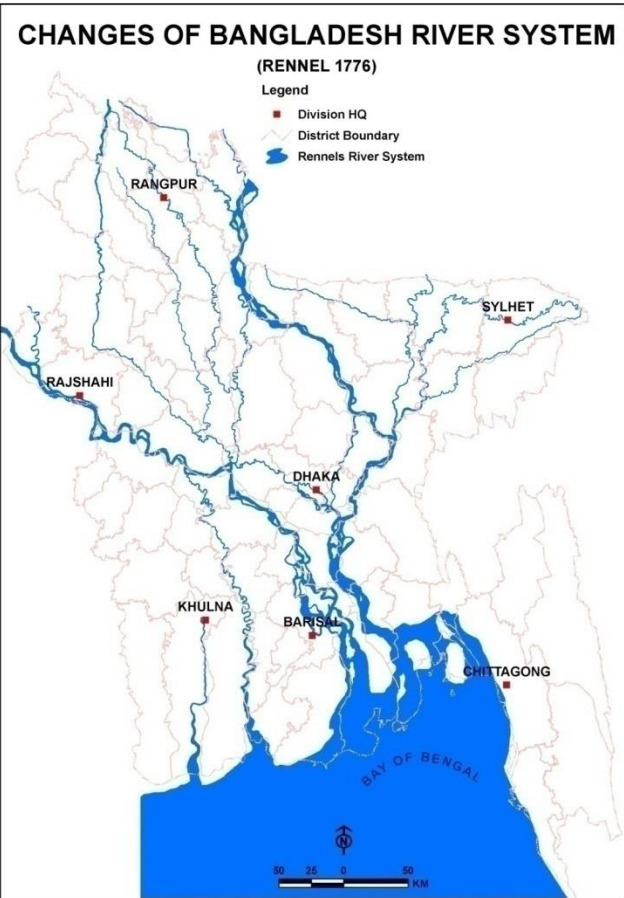 CHANGES OF BANGLADESH RIVER SYSTEM
(RENNEL 1776)
Legend
Division HQ
District Boundary
Rennels River System
RANGPUR
SYLHET
RAJSHAHI
DHAKA
KHULNA
BARISAL
CHITTAGONG
BAY OF BENGAL
N
50 25 0 50
KM